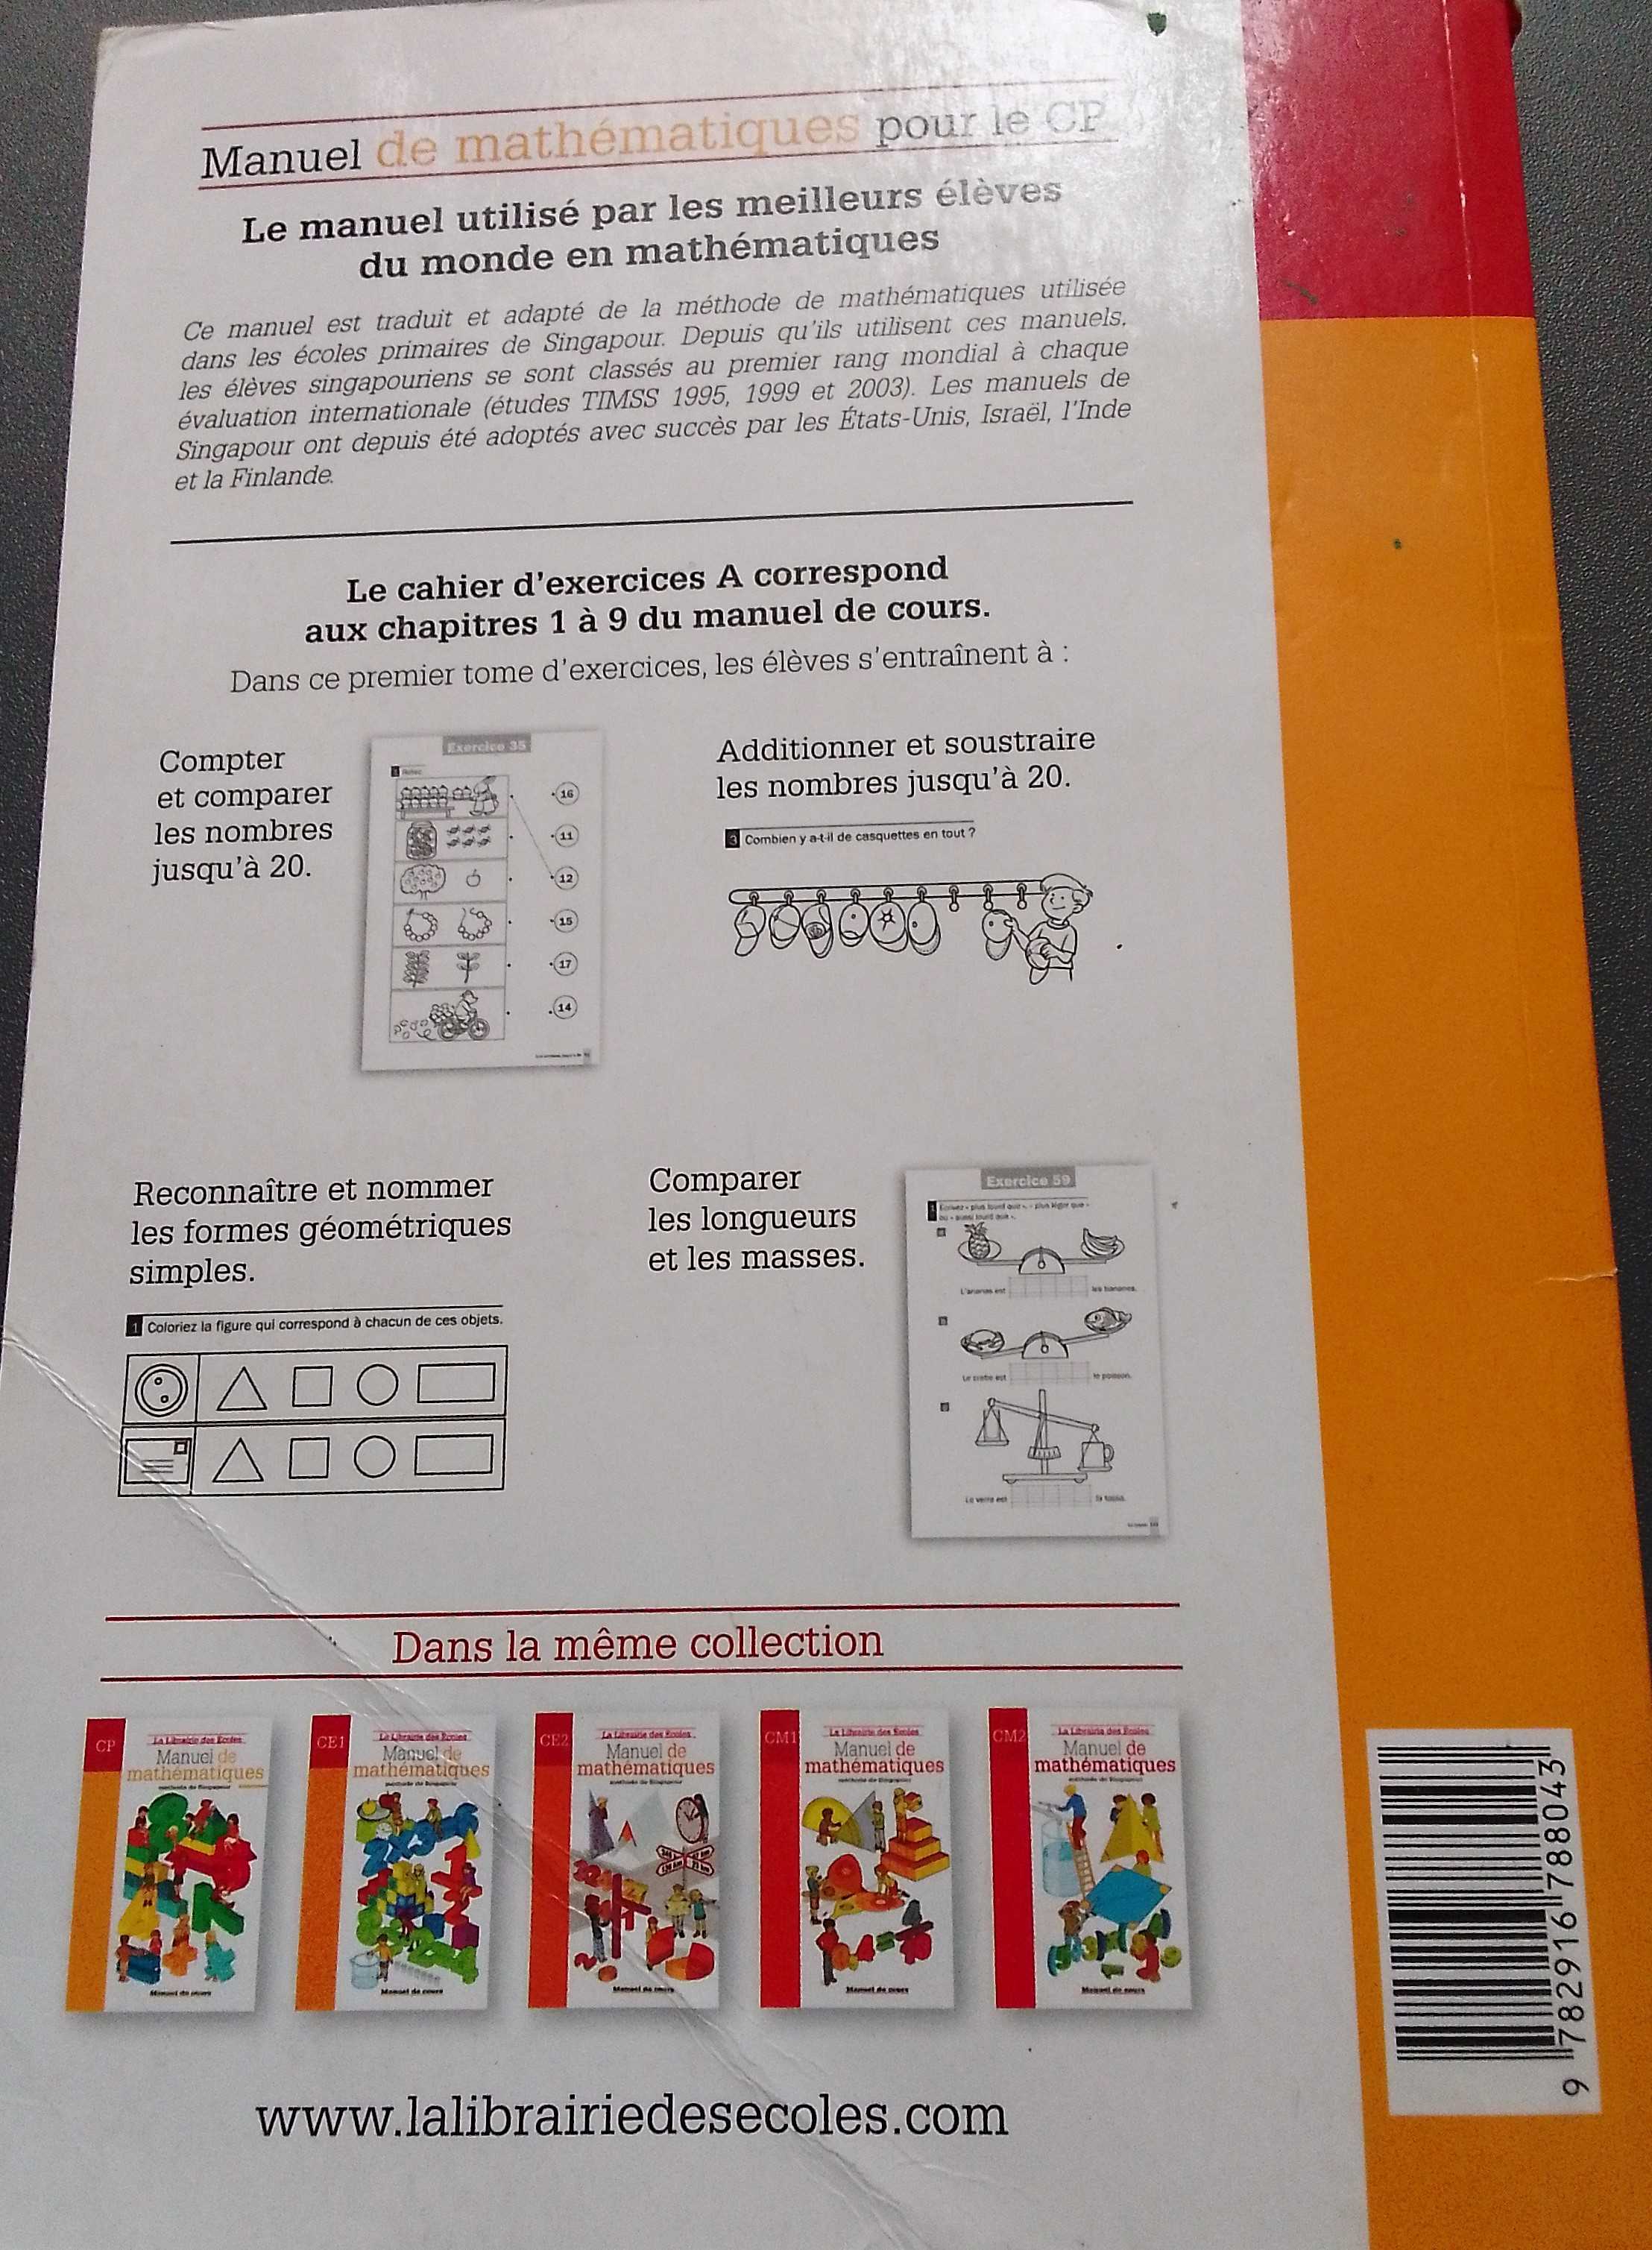 Manuel de mathématiques pour le CP
Le manuel utilisé par les meilleurs élèves
du monde en mathématiques
Ce manuel est traduit et adapté de la méthode de mathématiques utilisée
dans les écoles primaires de Singapour. Depuis qu'ils utilisent ces manuels,
les élèves singapouriens se sont classés au premier rang mondial à chaque
évaluation internationale (études TIMSS 1995, 1999 et 2003). Les manuels de
Singapour ont depuis été adoptés avec succès par les États-Unis, Israël, l'Inde
et la Finlande.
Le cahier d'exercices A correspond
aux chapitres 1 à 9 du manuel de cours.
Dans ce premier tome d'exercices, les élèves s'entraînent à :
Compter
et comparer
les nombres
jusqu'à 20.
Exercice 35
16
11
12
15
17
14
Additionner et soustraire
les nombres jusqu'à 20.
3 Combien y a-t-il de casquettes en tout ?
Reconnaître et nommer
les formes géométriques
simples.
1 Coloriez la figure qui correspond à chacun de ces objets.
Comparer
les longueurs
et les masses.
Exercice 59
1 Écrivez « plus lourd que », « plus léger que »
ou « aussi lourd que ».
L'ananas est les bananes.
Le crabe est le poisson.
Le verre est la tasse.
Dans la même collection
CP
La Librairie des Écoles
Manuel de
mathématiques
méthode de Singapour
Manuel de cours
CE1
La Librairie des Écoles
Manuel de
mathématiques
méthode de Singapour
Manuel de cours
CE2
La Librairie des Écoles
Manuel de
mathématiques
méthode de Singapour
Manuel de cours
CM1
La Librairie des Écoles
Manuel de
mathématiques
méthode de Singapour
Manuel de cours
CM2
La Librairie des Écoles
Manuel de
mathématiques
méthode de Singapour
Manuel de cours
www.lalibrairiedesecoles.com
9 782916 788043